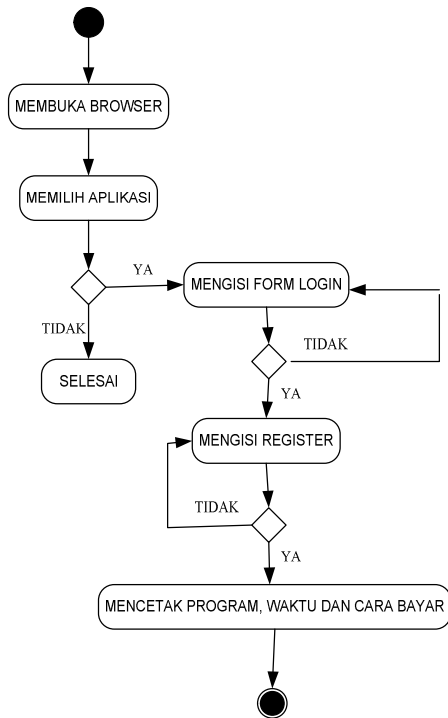 MEMBUKA BROWSER
MEMILIH APLIKASI
YA
MENGISI FORM LOGIN
TIDAK
TIDAK
SELESAI
YA
MENGISI REGISTER
TIDAK
YA
MENCETAK PROGRAM, WAKTU DAN CARA BAYAR